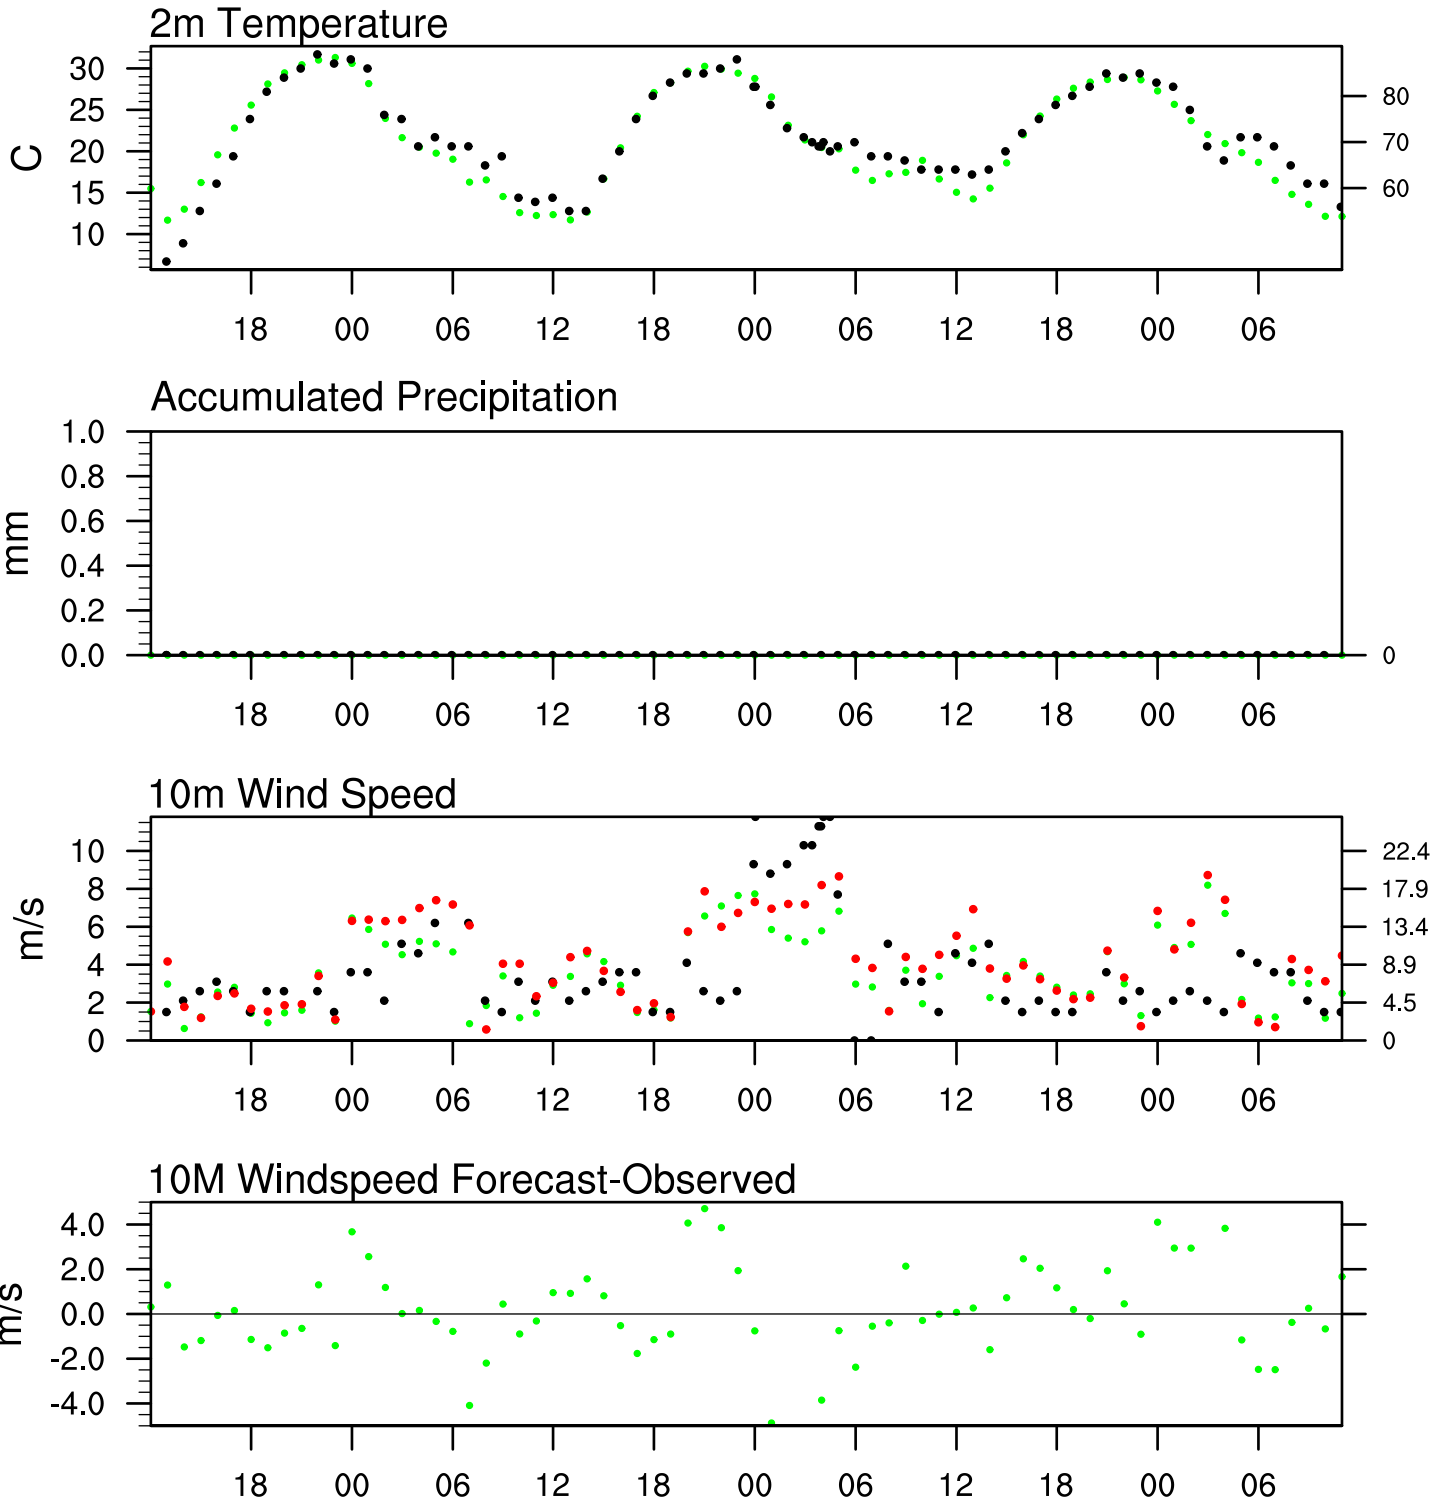 2m Temperature
C
30
25
20
15
10
80
70
60
18 00 06 12 18 00 06 12 18 00 06
Accumulated Precipitation
mm
1.0
0.8
0.6
0.4
0.2
0.0
0
18 00 06 12 18 00 06 12 18 00 06
10m Wind Speed
m/s
10
8
6
4
2
0
22.4
17.9
13.4
8.9
4.5
0
18 00 06 12 18 00 06 12 18 00 06
10M Windspeed Forecast-Observed
m/s
4.0
2.0
0.0
-2.0
-4.0
18 00 06 12 18 00 06 12 18 00 06